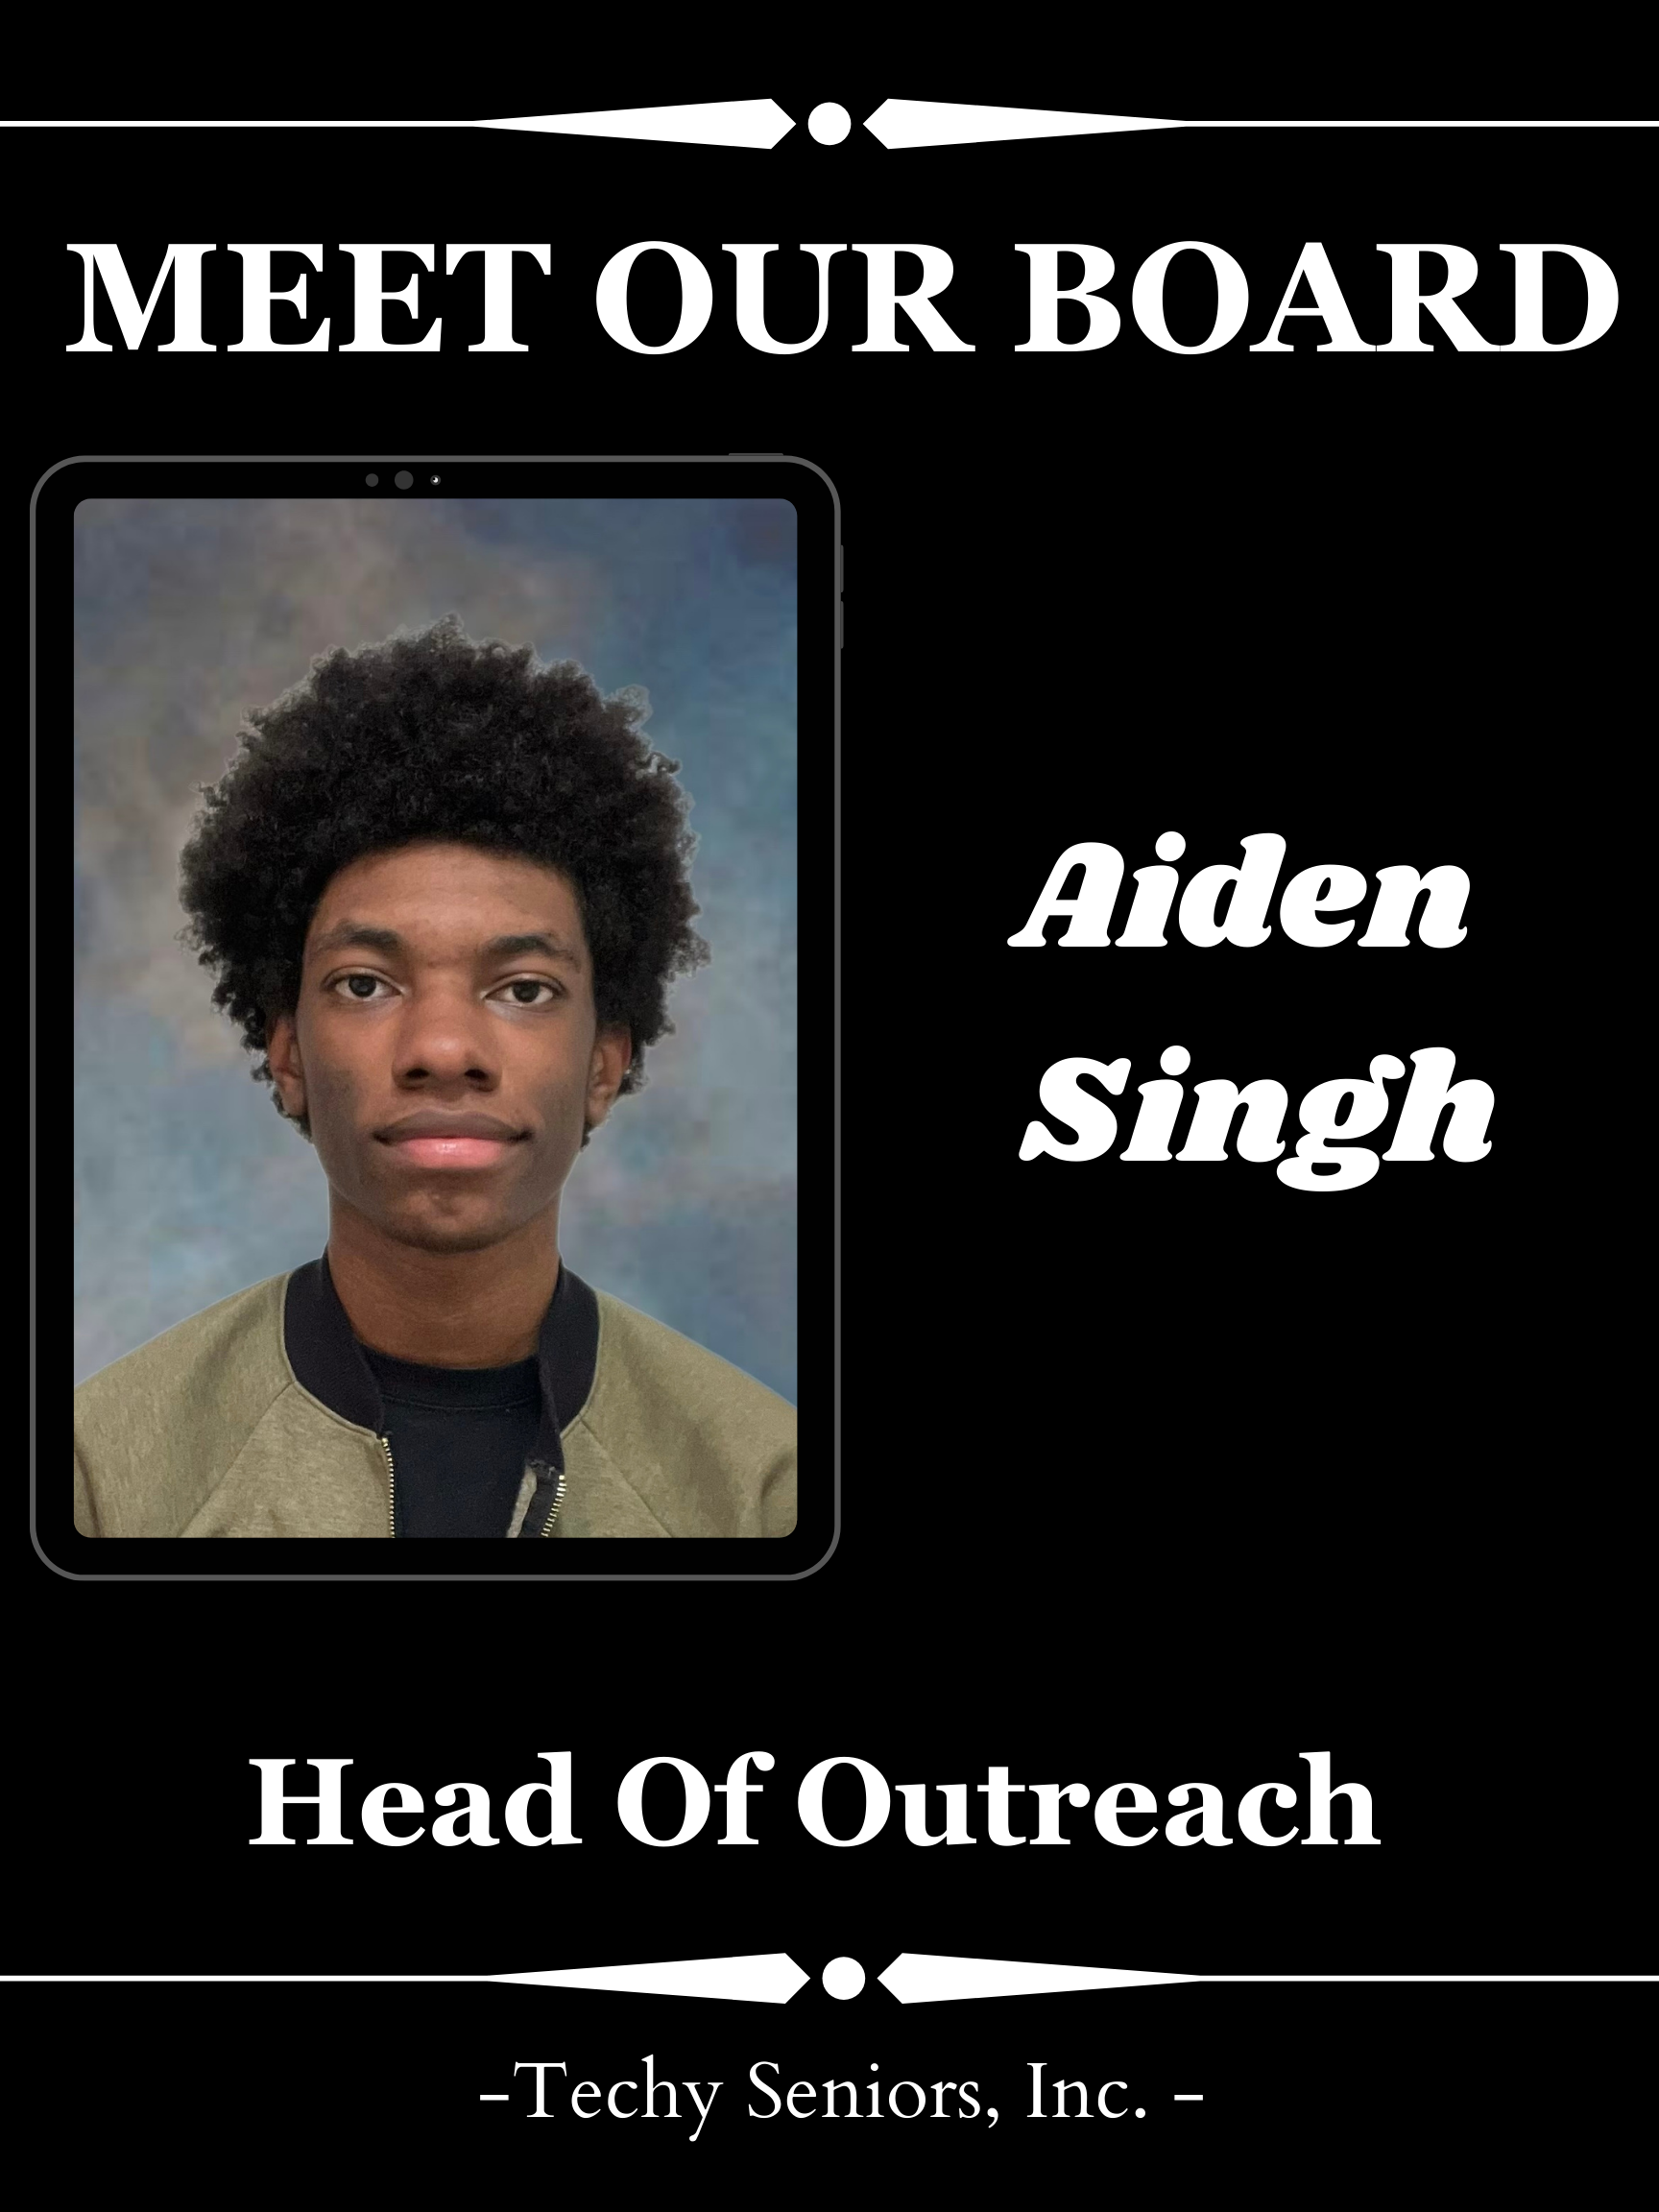 MEET OUR BOARD
Aiden
Singh
Head Of Outreach
-Techy Seniors, Inc. -